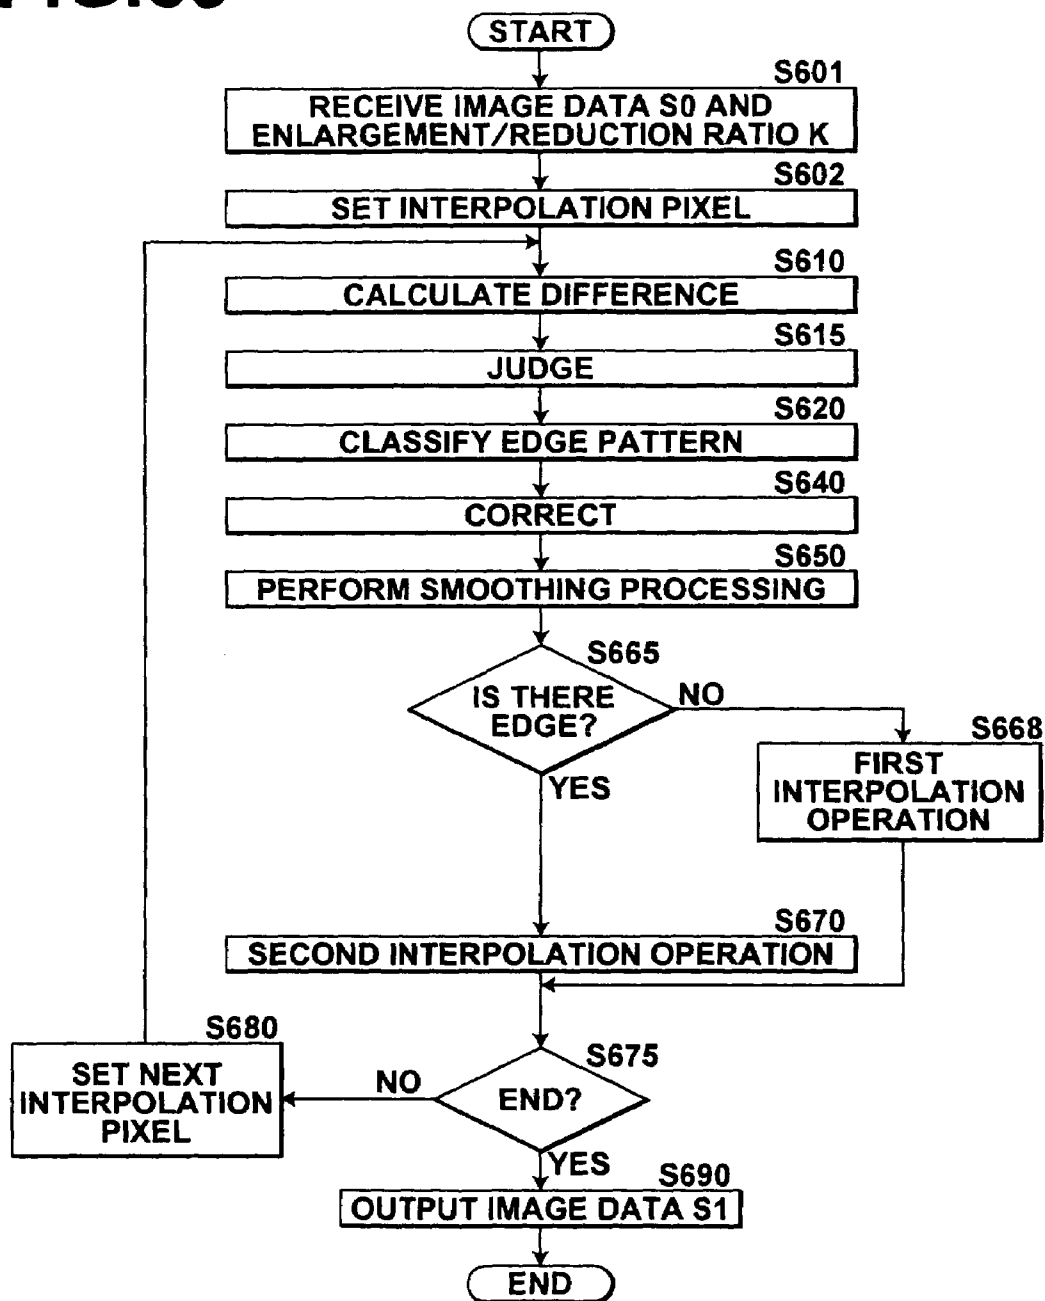 START
S601
RECEIVE IMAGE DATA S0 AND
ENLARGEMENT/REDUCTION RATIO K
S602
SET INTERPOLATION PIXEL
S610
CALCULATE DIFFERENCE
S615
JUDGE
S620
CLASSIFY EDGE PATTERN
S640
CORRECT
S650
PERFORM SMOOTHING PROCESSING
S665
IS THERE
EDGE?
NO
YES
S668
FIRST
INTERPOLATION
OPERATION
S670
SECOND INTERPOLATION OPERATION
S680
SET NEXT
INTERPOLATION
PIXEL
NO
S675
END?
YES
S690
OUTPUT IMAGE DATA S1
END